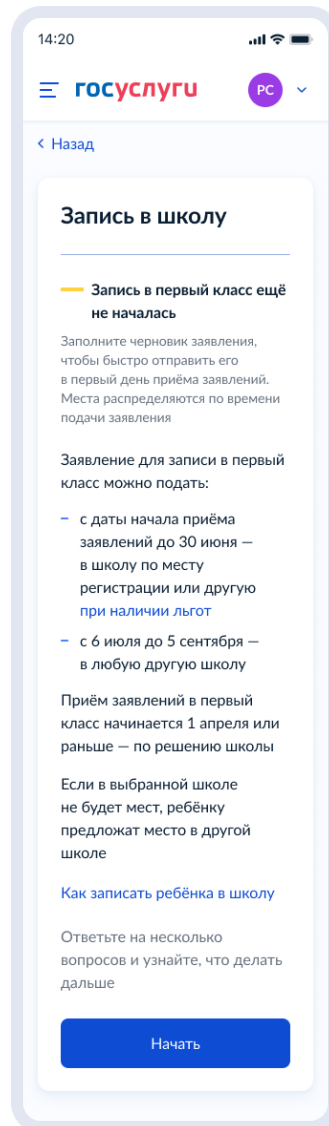 14:20
госуслуги
РС
Назад
Запись в школу
Запись в первый класс ещё
не началась
Заполните черновик заявления,
чтобы быстро отправить его
в первый день приёма заявлений.
Места распределяются по времени
подачи заявления
Заявление для записи в первый
класс можно подать:
– с даты начала приёма
заявлений до 30 июня —
в школу по месту
регистрации или другую
при наличии льгот
– с 6 июля до 5 сентября —
в любую другую школу
Приём заявлений в первый
класс начинается 1 апреля или
раньше — по решению школы
Если в выбранной школе
не будет мест, ребёнку
предложат место в другой
школе
Как записать ребёнка в школу
Ответьте на несколько
вопросов и узнайте, что делать
дальше
Начать